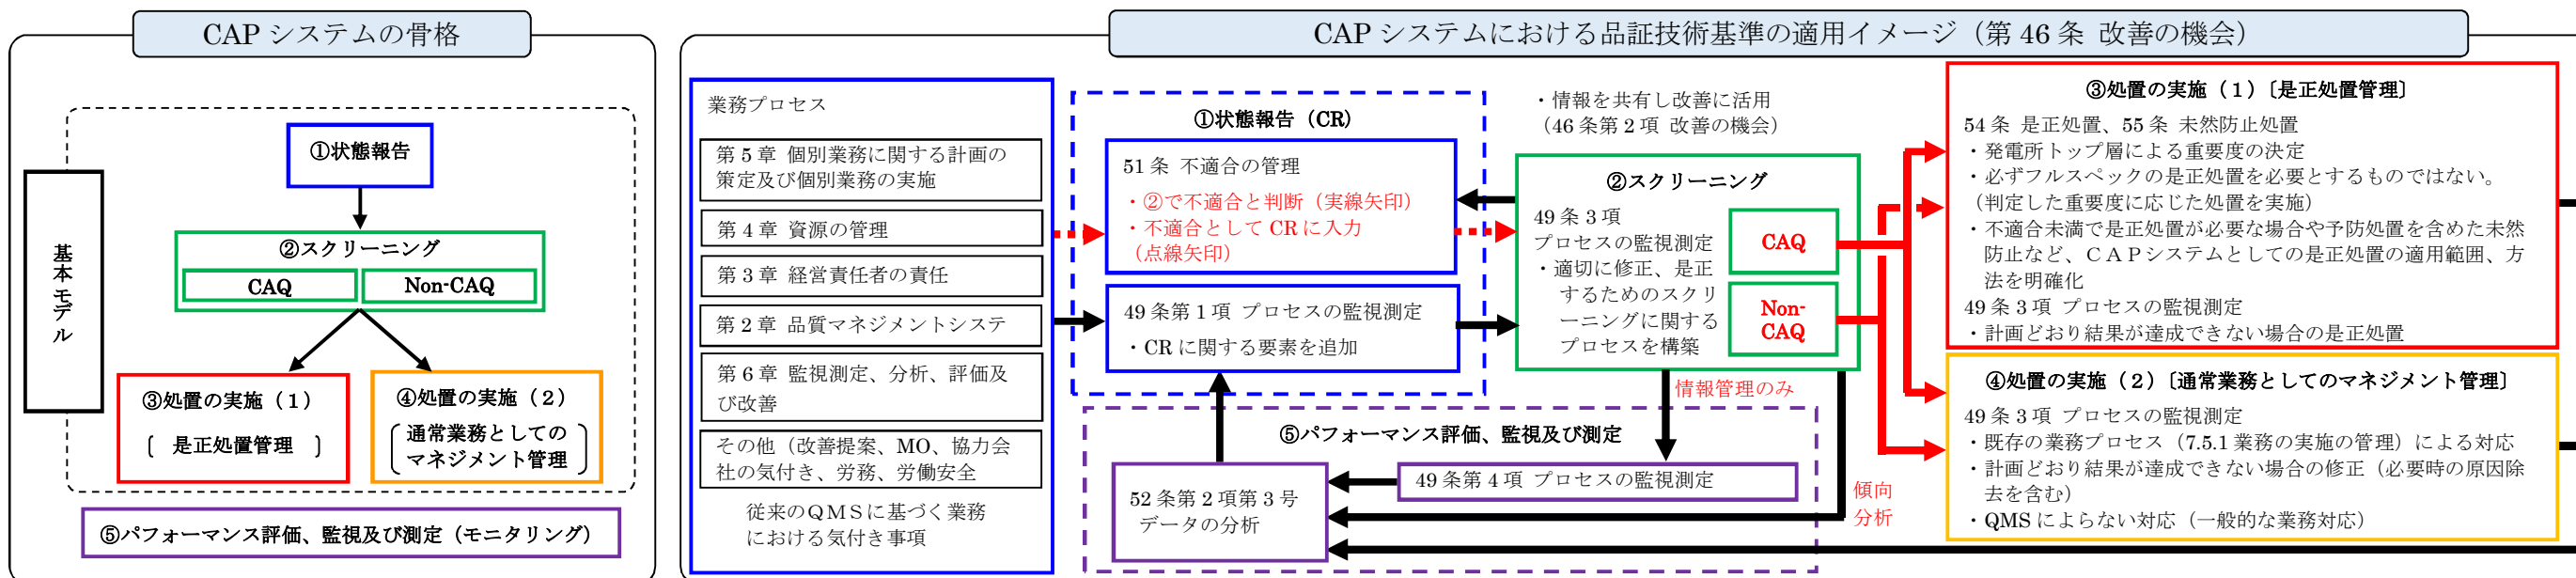 CAP システムの骨格
基本モデル
①状態報告
②スクリーニング
CAQ
Non-CAQ
③処置の実施（１）
〔 是正処置管理 〕
④処置の実施（２）
通常業務としての
マネジメント管理
⑤パフォーマンス評価、監視及び測定（モニタリング）
CAP システムにおける品証技術基準の適用イメージ（第 46 条 改善の機会）
業務プロセス
第 5 章 個別業務に関する計画の
策定及び個別業務の実施
第 4 章 資源の管理
第 3 章 経営責任者の責任
第 2 章 品質マネジメントシステ
第 6 章 監視測定、分析、評価及
び改善
その他（改善提案、MO、協力会
社の気付き、労務、労働安全
従来のＱＭＳに基づく業務
における気付き事項
①状態報告（CR）
51 条 不適合の管理
・②で不適合と判断（実線矢印）
・不適合として CR に入力
（点線矢印）
49 条第 1 項 プロセスの監視測定
・CR に関する要素を追加
・情報を共有し改善に活用
（46 条第 2 項 改善の機会）
②スクリーニング
49 条 3 項
プロセスの監視測定
・適切に修正、是正
するためのスクリ
ーニングに関する
プロセスを構築
CAQ
Non-
CAQ
情報管理のみ
⑤パフォーマンス評価、監視及び測定
49 条第 4 項 プロセスの監視測定
52 条第 2 項第 3 号
データの分析
傾向
分析
③処置の実施（１）〔是正処置管理〕
54 条 是正処置、55 条 未然防止処置
・発電所トップ層による重要度の決定
・必ずフルスペックの是正処置を必要とするものではない。
（判定した重要度に応じた処置を実施）
・不適合未満で是正処置が必要な場合や予防処置を含めた未然
防止など、ＣＡＰシステムとしての是正処置の適用範囲、方
法を明確化
49 条 3 項 プロセスの監視測定
・計画どおり結果が達成できない場合の是正処置
④処置の実施（２）〔通常業務としてのマネジメント管理〕
49 条 3 項 プロセスの監視測定
・既存の業務プロセス（7.5.1 業務の実施の管理）による対応
・計画どおり結果が達成できない場合の修正（必要時の原因除
去を含む）
・QMS によらない対応（一般的な業務対応）